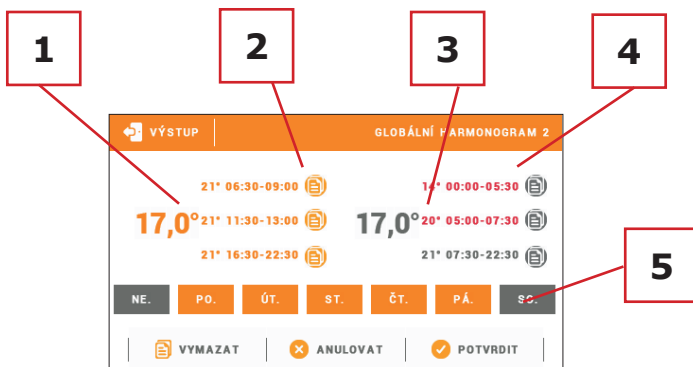 1
2
3
4
VÝSTUP
GLOBÁLNÍ HARMONOGRAM 2
21° 06:30-09:00
14° 00:00-05:30
17,0°
21° 11:30-13:00
17,0°
20° 05:00-07:30
21° 16:30-22:30
21° 07:30-22:30
5
NE.
PO.
ÚT.
ST.
ČT.
PÁ.
SO.
VYMAZAT
ANULOVAT
POTVRDIT